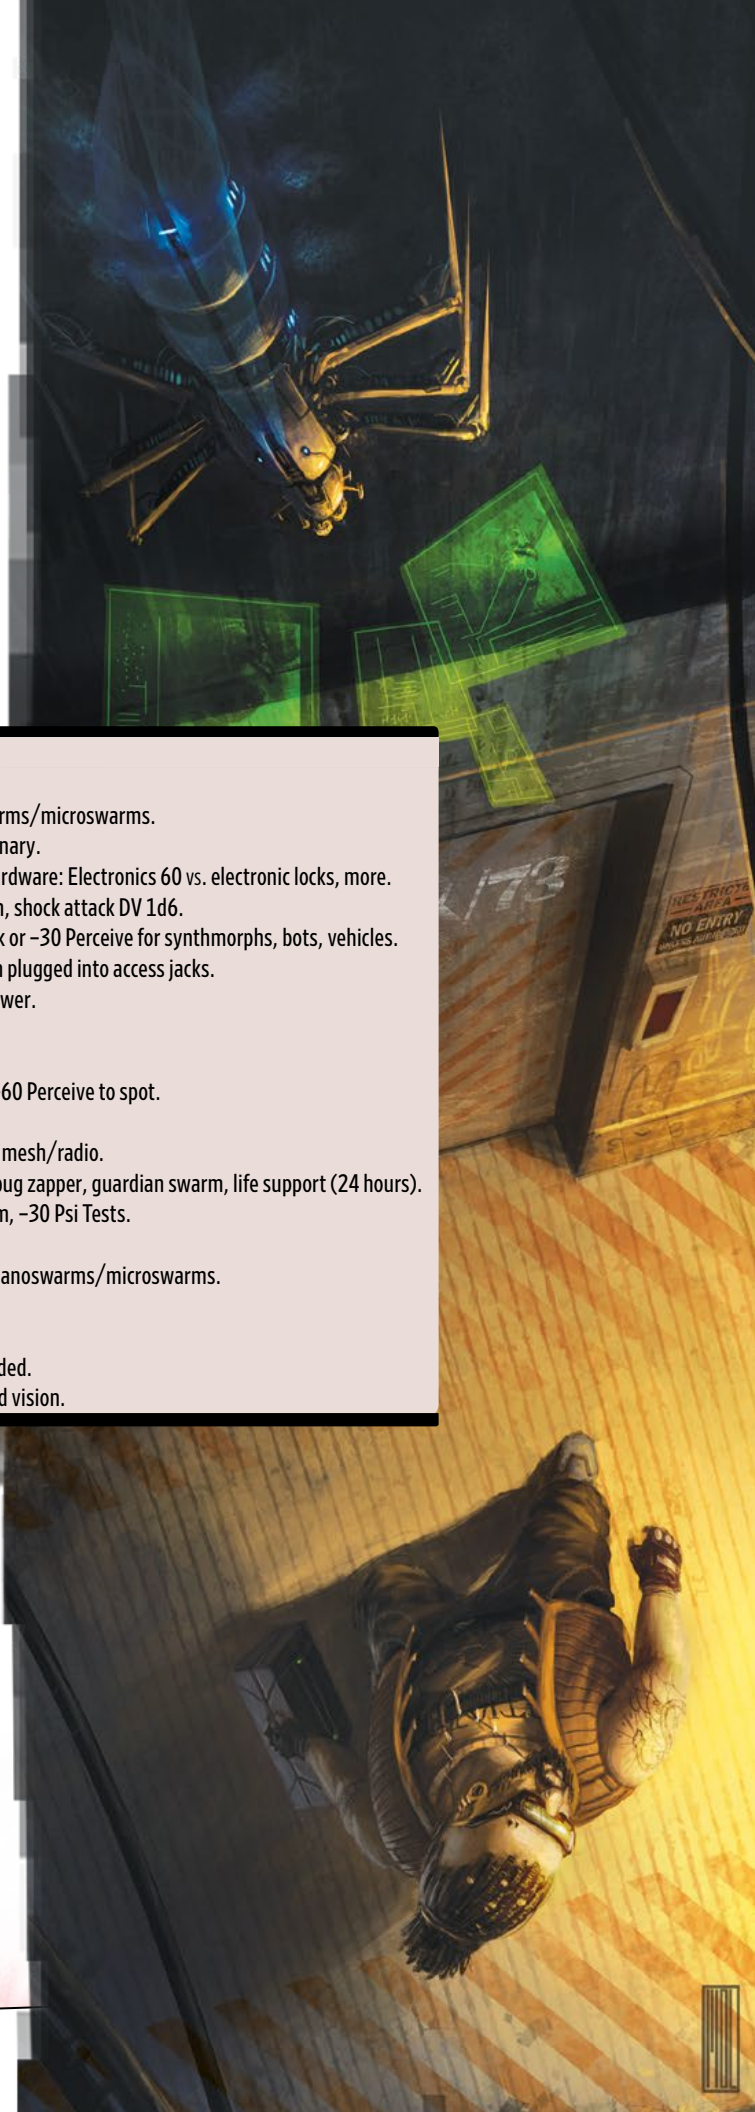 rms/microswarms.
nary.
rdware: Electronics 60 vs. electronic locks, more.
n, shock attack DV 1d6.
k or –30 Perceive for synthmorphs, bots, vehicles.
n plugged into access jacks.
wer.
60 Perceive to spot.
mesh/radio.
bug zapper, guardian swarm, life support (24 hours).
m, –30 Psi Tests.
anoswarms/microswarms.
ded.
d vision.
/73
RESTRICTED
AREA
NO ENTRY